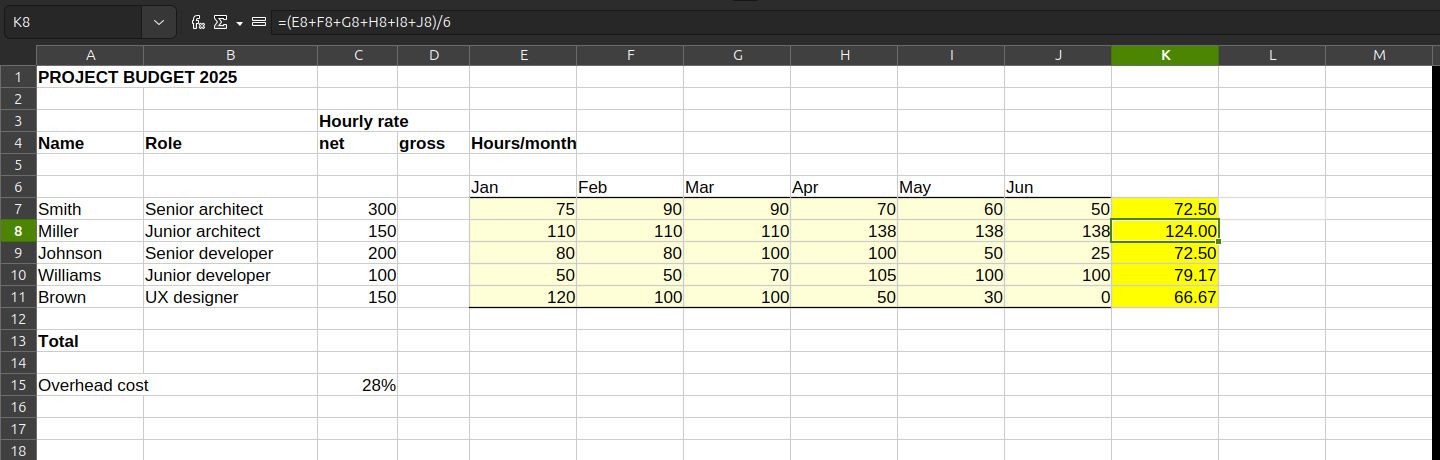 K8 fx Σ = =(E8+F8+G8+H8+I8+J8)/6
A B C D E F G H I J K L M
1 PROJECT BUDGET 2025
2
3 Hourly rate
4 Name Role net gross Hours/month
5
6 Jan Feb Mar Apr May Jun
7 Smith Senior architect 300 75 90 90 70 60 50 72.50
8 Miller Junior architect 150 110 110 110 138 138 138 124.00
9 Johnson Senior developer 200 80 80 100 100 50 25 72.50
10 Williams Junior developer 100 50 50 70 105 100 100 79.17
11 Brown UX designer 150 120 100 100 50 30 0 66.67
12
13 Total
14
15 Overhead cost 28%
16
17
18